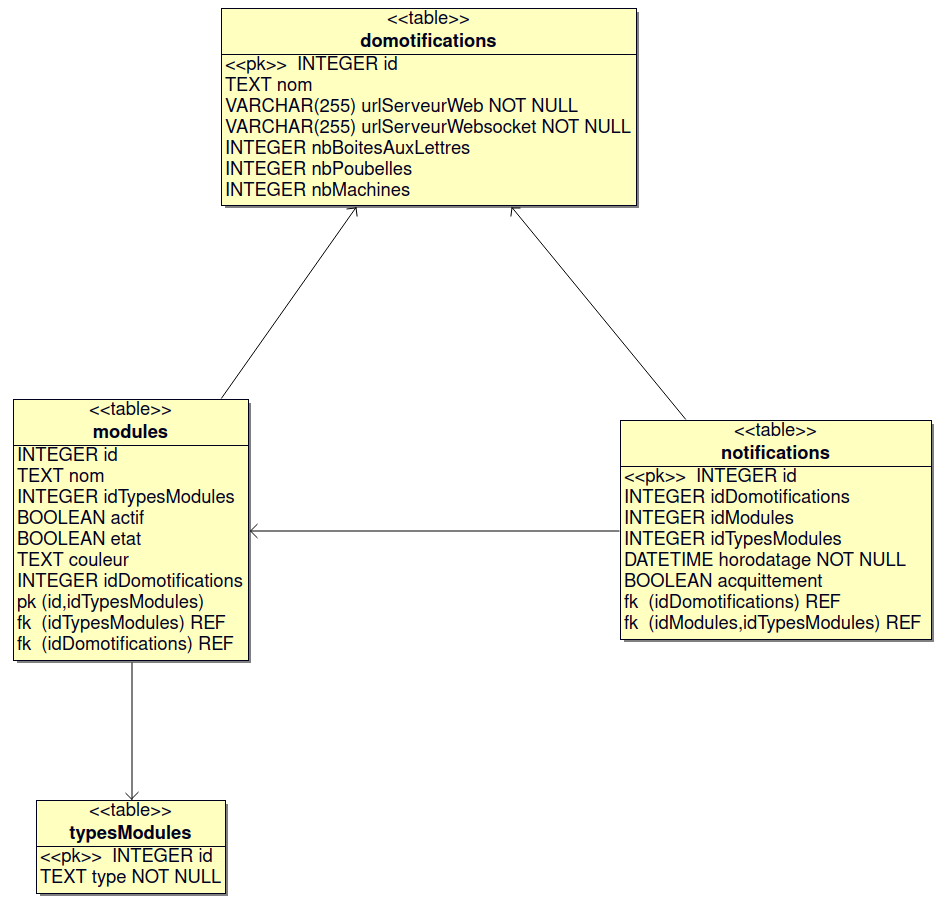 <<table>>
domotifications
<<pk>> INTEGER id
TEXT nom
VARCHAR(255) urlServeurWeb NOT NULL
VARCHAR(255) urlServeurWebsocket NOT NULL
INTEGER nbBoitesAuxLettres
INTEGER nbPoubelles
INTEGER nbMachines
<<table>>
modules
INTEGER id
TEXT nom
INTEGER idTypesModules
BOOLEAN actif
BOOLEAN etat
TEXT couleur
INTEGER idDomotifications
pk (id,idTypesModules)
fk (idTypesModules) REF
fk (idDomotifications) REF
<<table>>
notifications
<<pk>> INTEGER id
INTEGER idDomotifications
INTEGER idModules
INTEGER idTypesModules
DATETIME horodatage NOT NULL
BOOLEAN acquittement
fk (idDomotifications) REF
fk (idModules,idTypesModules) REF
<<table>>
typesModules
<<pk>> INTEGER id
TEXT type NOT NULL